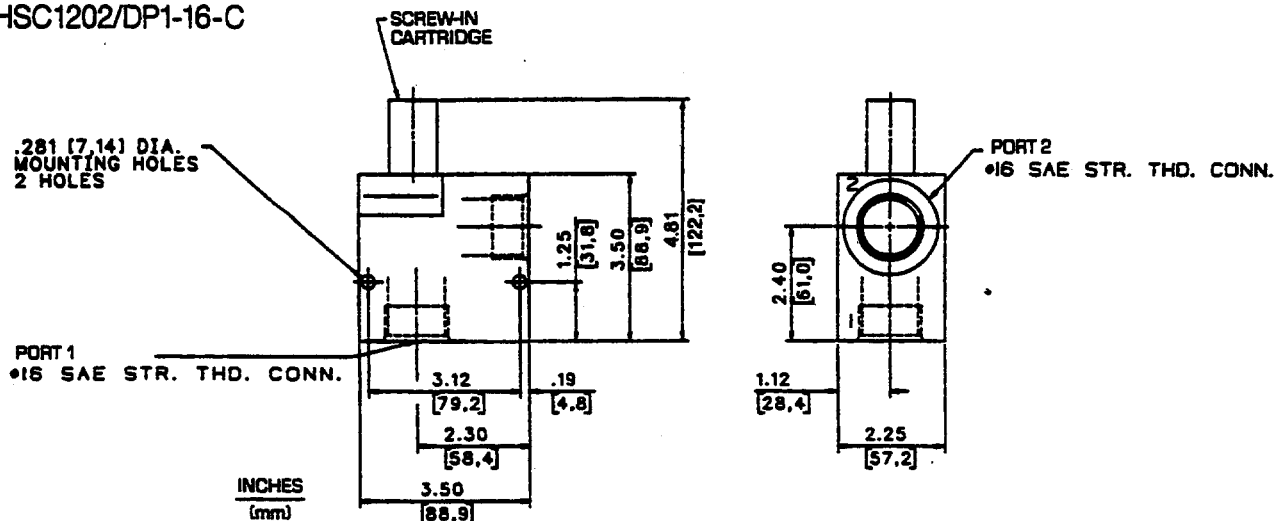 HSC1202/DP1-16-C
SCREW-IN
CARTRIDGE
.281 [7,14] DIA.
MOUNTING HOLES
2 HOLES
PORT 1
#16 SAE STR. THD. CONN.
1.25
[31,8]
3.50
[88,9]
4.81
[122,2]
3.12
[79,2]
.19
[4,8]
2.30
[58,4]
3.50
[88,9]
INCHES
(mm)
2
1
PORT 2
#16 SAE STR. THD. CONN.
2.40
[61,0]
1.12
[28,4]
2.25
[57,2]